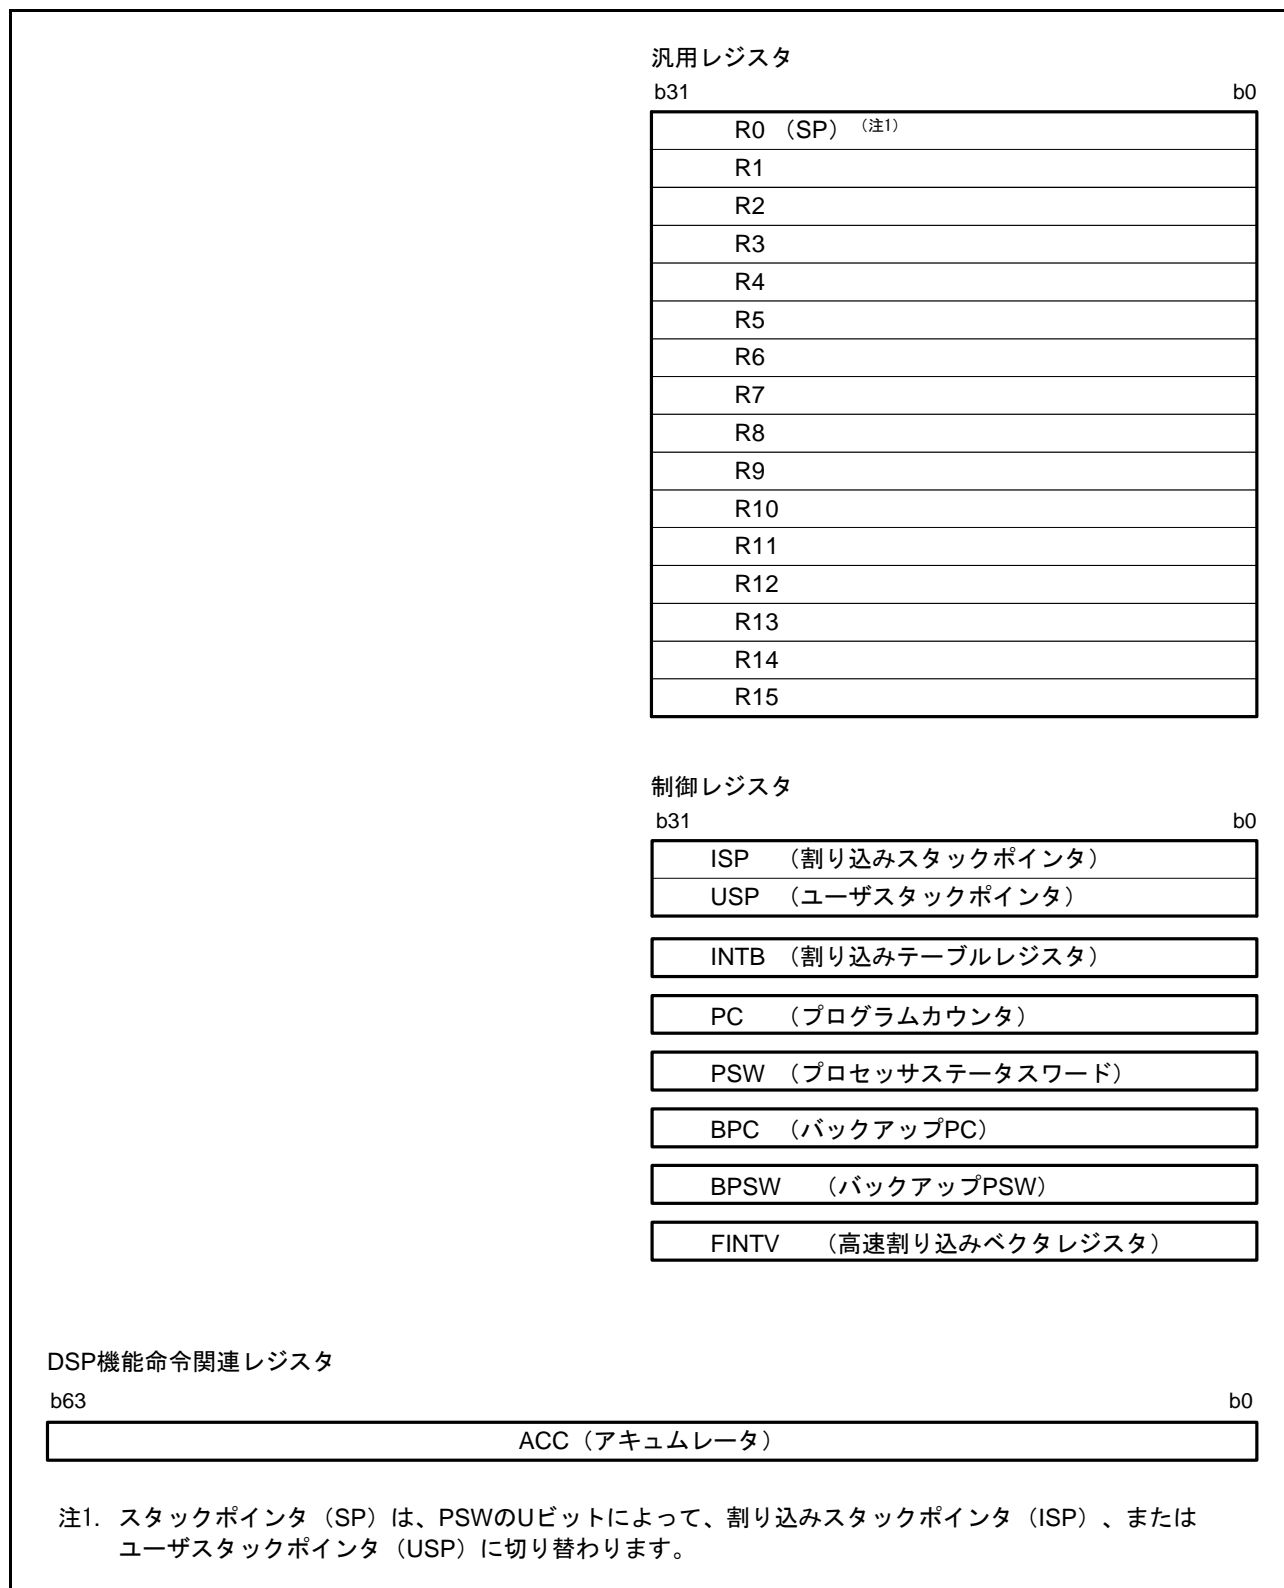 汎用レジスタ
b31 b0
R0 （SP）（注1）
R1
R2
R3
R4
R5
R6
R7
R8
R9
R10
R11
R12
R13
R14
R15
制御レジスタ
b31 b0
ISP （割り込みスタックポインタ）
USP （ユーザスタックポインタ）
INTB （割り込みテーブルレジスタ）
PC （プログラムカウンタ）
PSW （プロセッサステータスワード）
BPC （バックアップPC）
BPSW （バックアップPSW）
FINTV （高速割り込みベクタレジスタ）
DSP機能命令関連レジスタ
b63 b0
ACC（アキュムレータ）
注1. スタックポインタ（SP）は、PSWのUビットによって、割り込みスタックポインタ（ISP）、または
ユーザスタックポインタ（USP）に切り替わります。